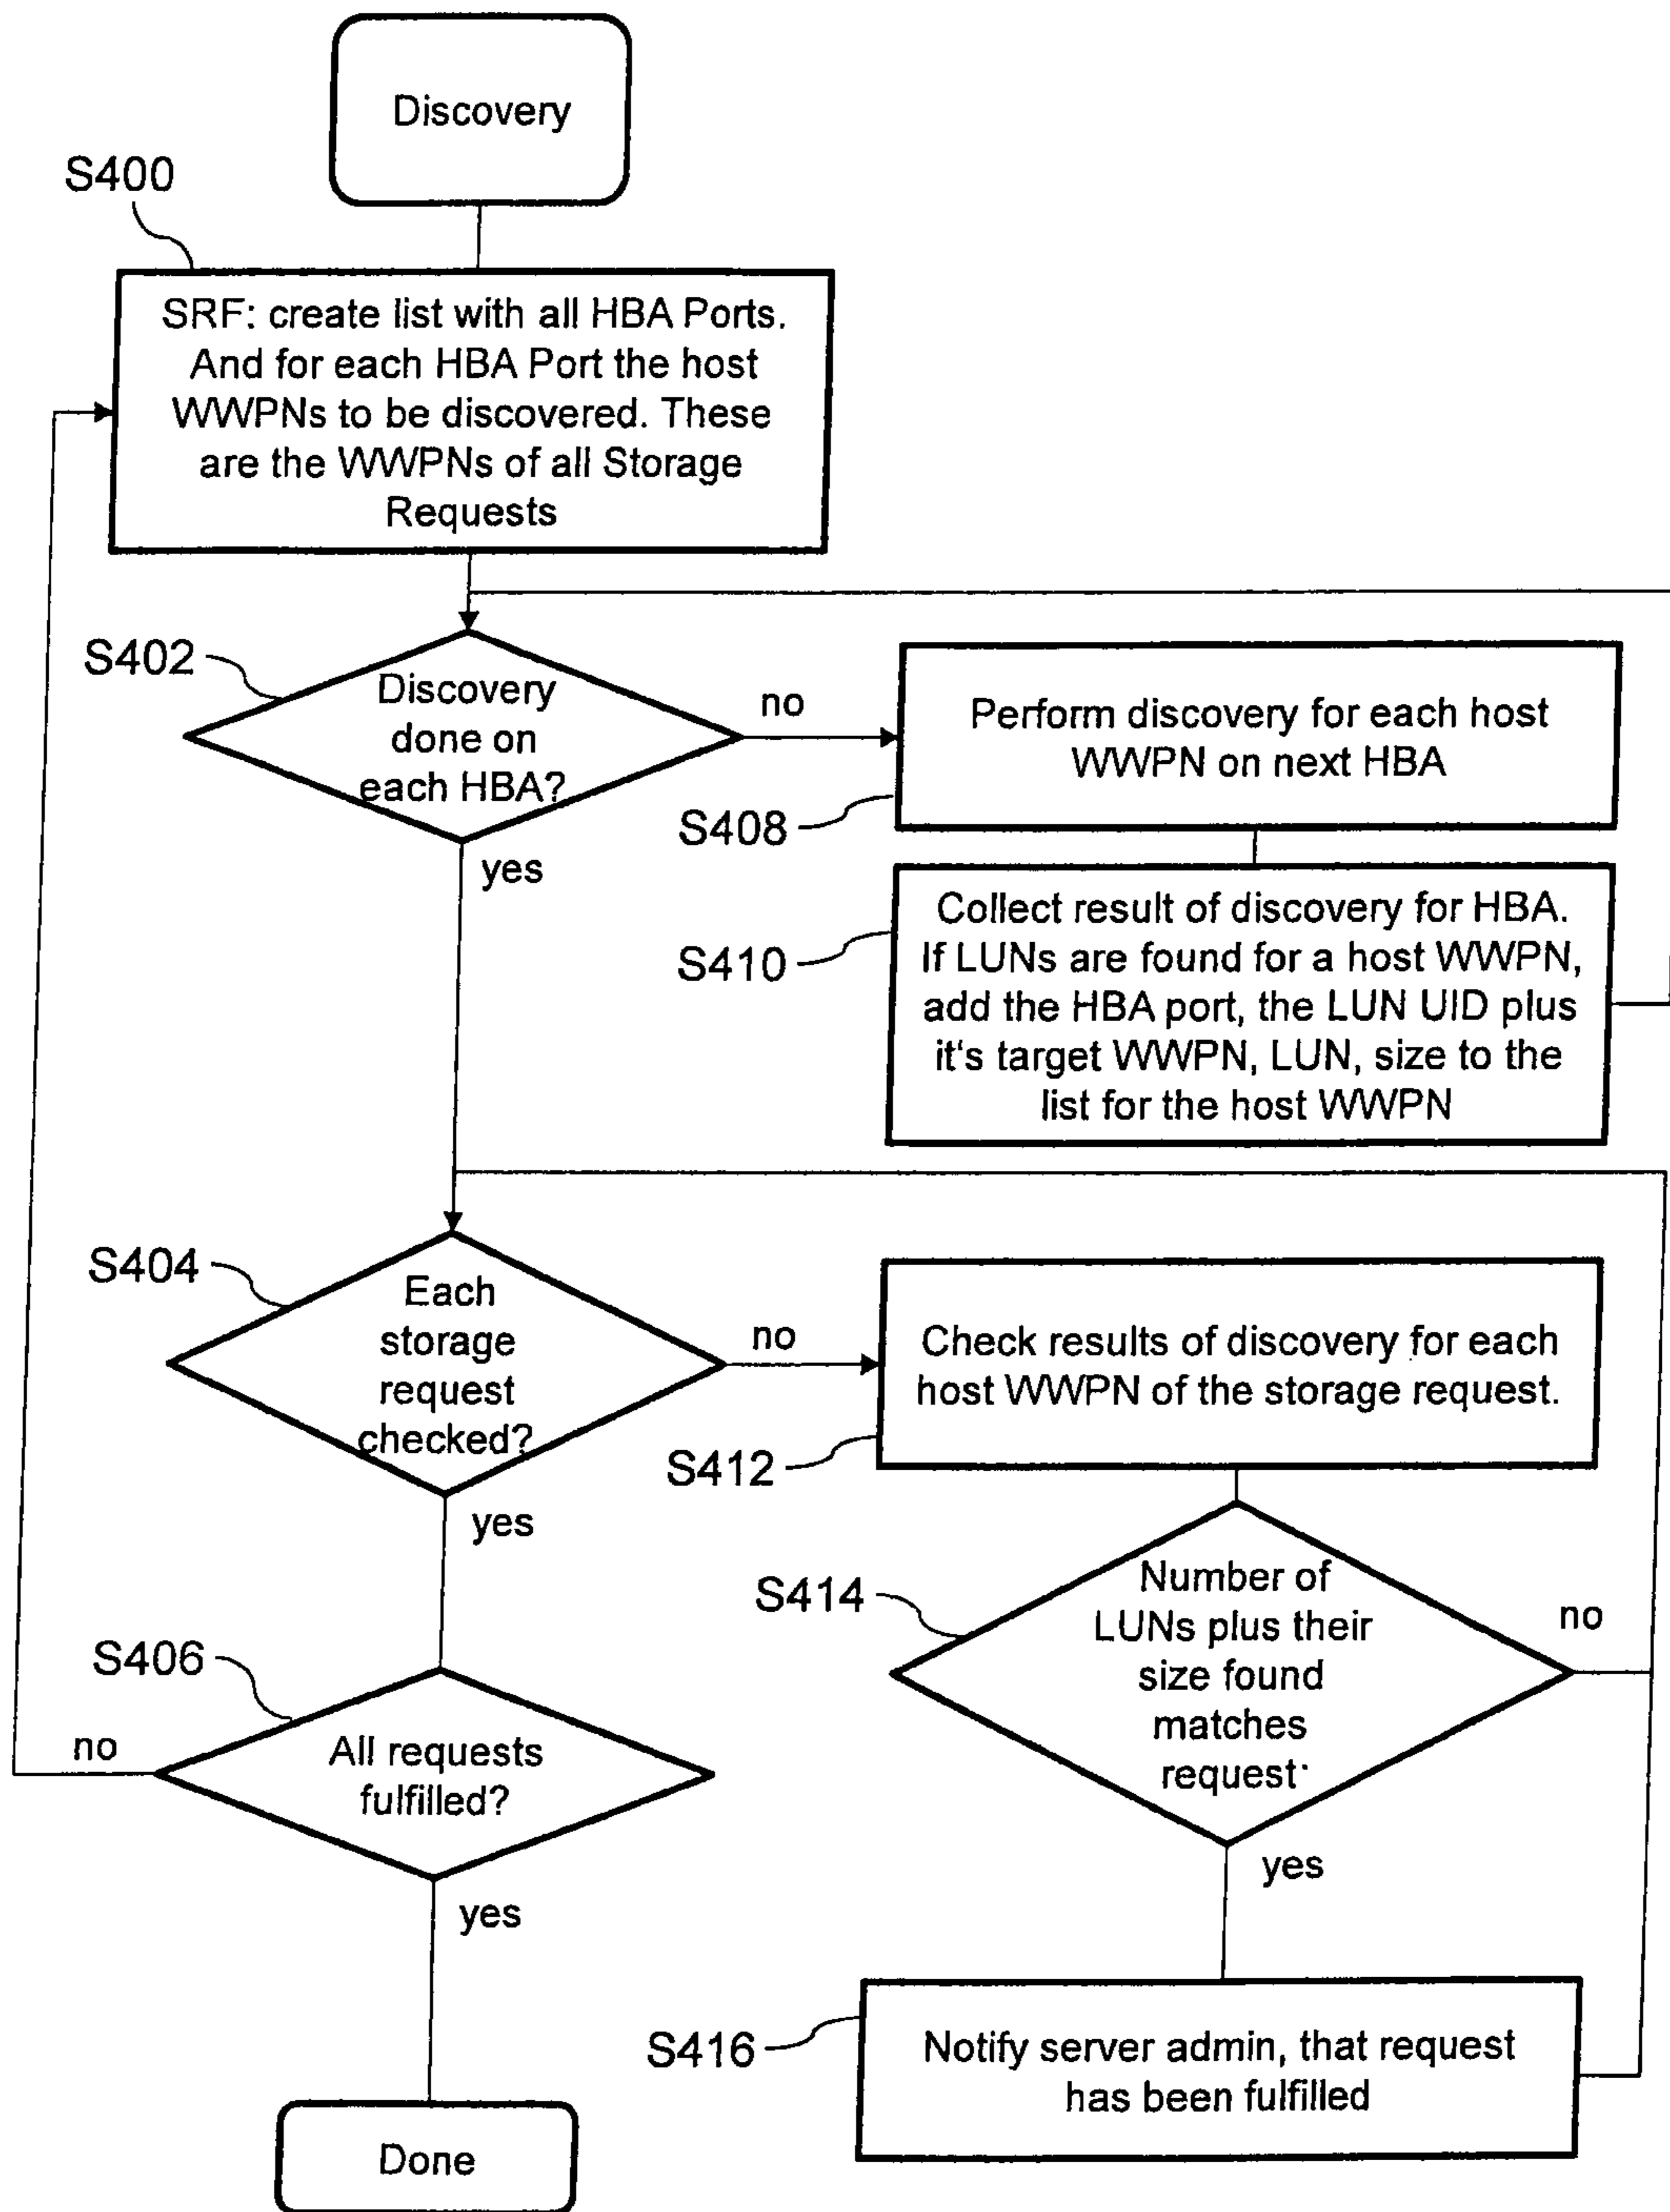 Discovery
S400
SRF: create list with all HBA Ports.
And for each HBA Port the host
WWPNs to be discovered. These
are the WWPNs of all Storage
Requests
S402
Discovery
done on
each HBA?
no
yes
Perform discovery for each host
WWPN on next HBA
S408
S410
Collect result of discovery for HBA.
If LUNs are found for a host WWPN,
add the HBA port, the LUN UID plus
it's target WWPN, LUN, size to the
list for the host WWPN
S404
Each
storage
request
checked?
no
yes
Check results of discovery for each
host WWPN of the storage request.
S412
S414
Number of
LUNs plus their
size found
matches
request
no
yes
S406
All requests
fulfilled?
no
yes
S416
Notify server admin, that request
has been fulfilled
Done